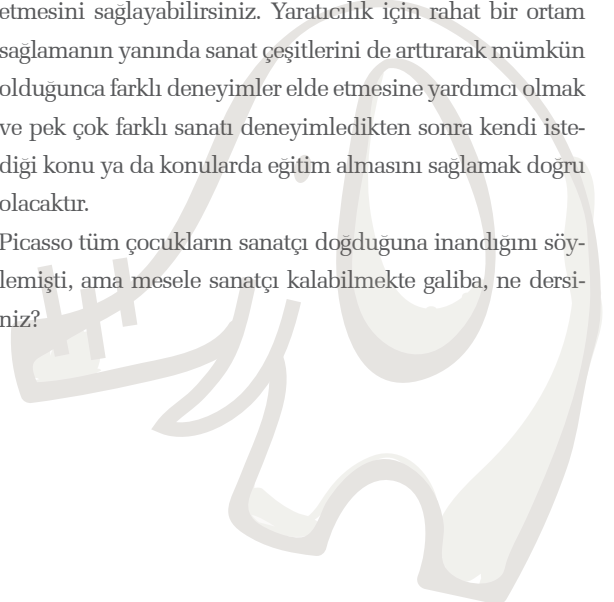 etmesini sağlayabilirsiniz. Yaratıcılık için rahat bir ortam
sağlamanın yanında sanat çeşitlerini de arttırarak mümkün
olduğunca farklı deneyimler elde etmesine yardımcı olmak
ve pek çok farklı sanatı deneyimledikten sonra kendi iste-
diği konu ya da konularda eğitim almasını sağlamak doğru
olacaktır.
Picasso tüm çocukların sanatçı doğduğuna inandığını söy-
lemişti, ama mesele sanatçı kalabilmekte galiba, ne dersi-
niz?